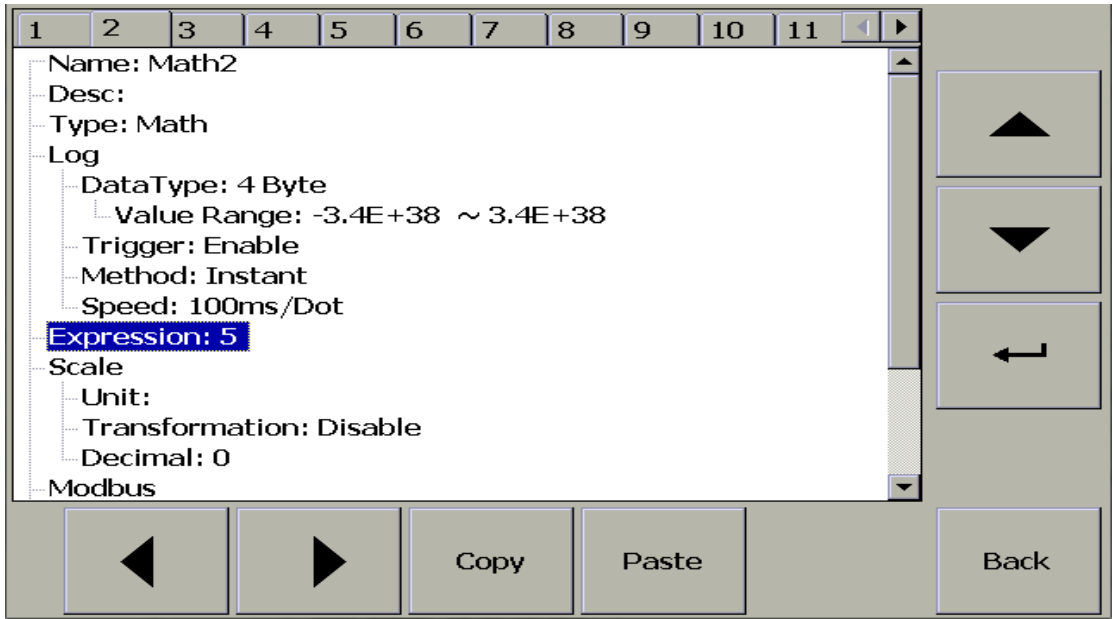 1 2 3 4 5 6 7 8 9 10 11
Name: Math2
Desc:
Type: Math
Log
DataType: 4 Byte
Value Range: -3.4E+38 ~ 3.4E+38
Trigger: Enable
Method: Instant
Speed: 100ms/Dot
Expression: 5
Scale
Unit:
Transformation: Disable
Decimal: 0
Modbus
Copy Paste Back